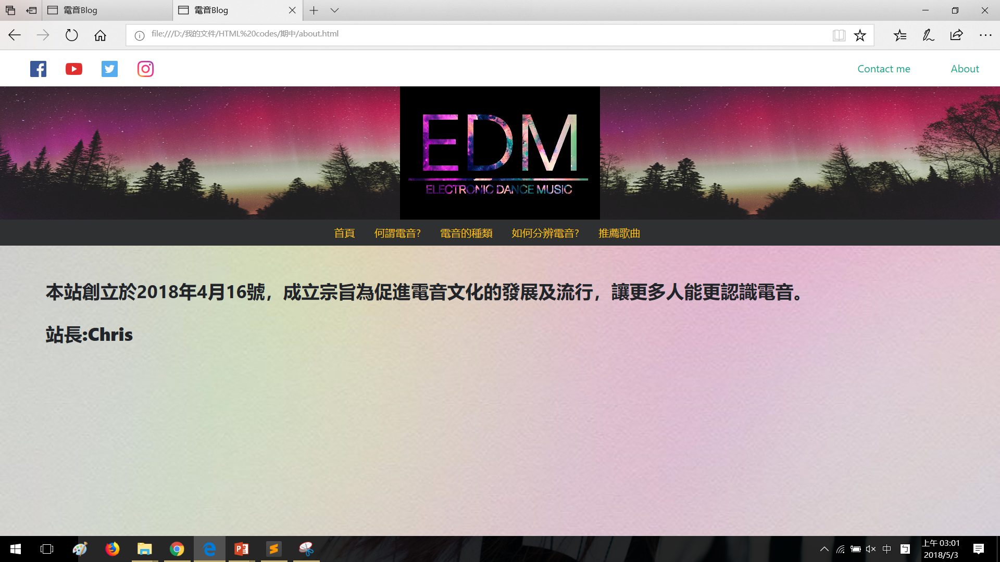 電音Blog
電音Blog
file:///D:/我的文件/HTML%20codes/期中/about.html
Contact me
About
EDM
ELECTRONIC DANCE MUSIC
首頁
何謂電音?
電音的種類
如何分辨電音?
推薦歌曲
本站創立於2018年4月16號，成立宗旨為促進電音文化的發展及流行，讓更多人能更認識電音。
站長:Chris
中
ㄅ
上午 03:01
2018/5/3